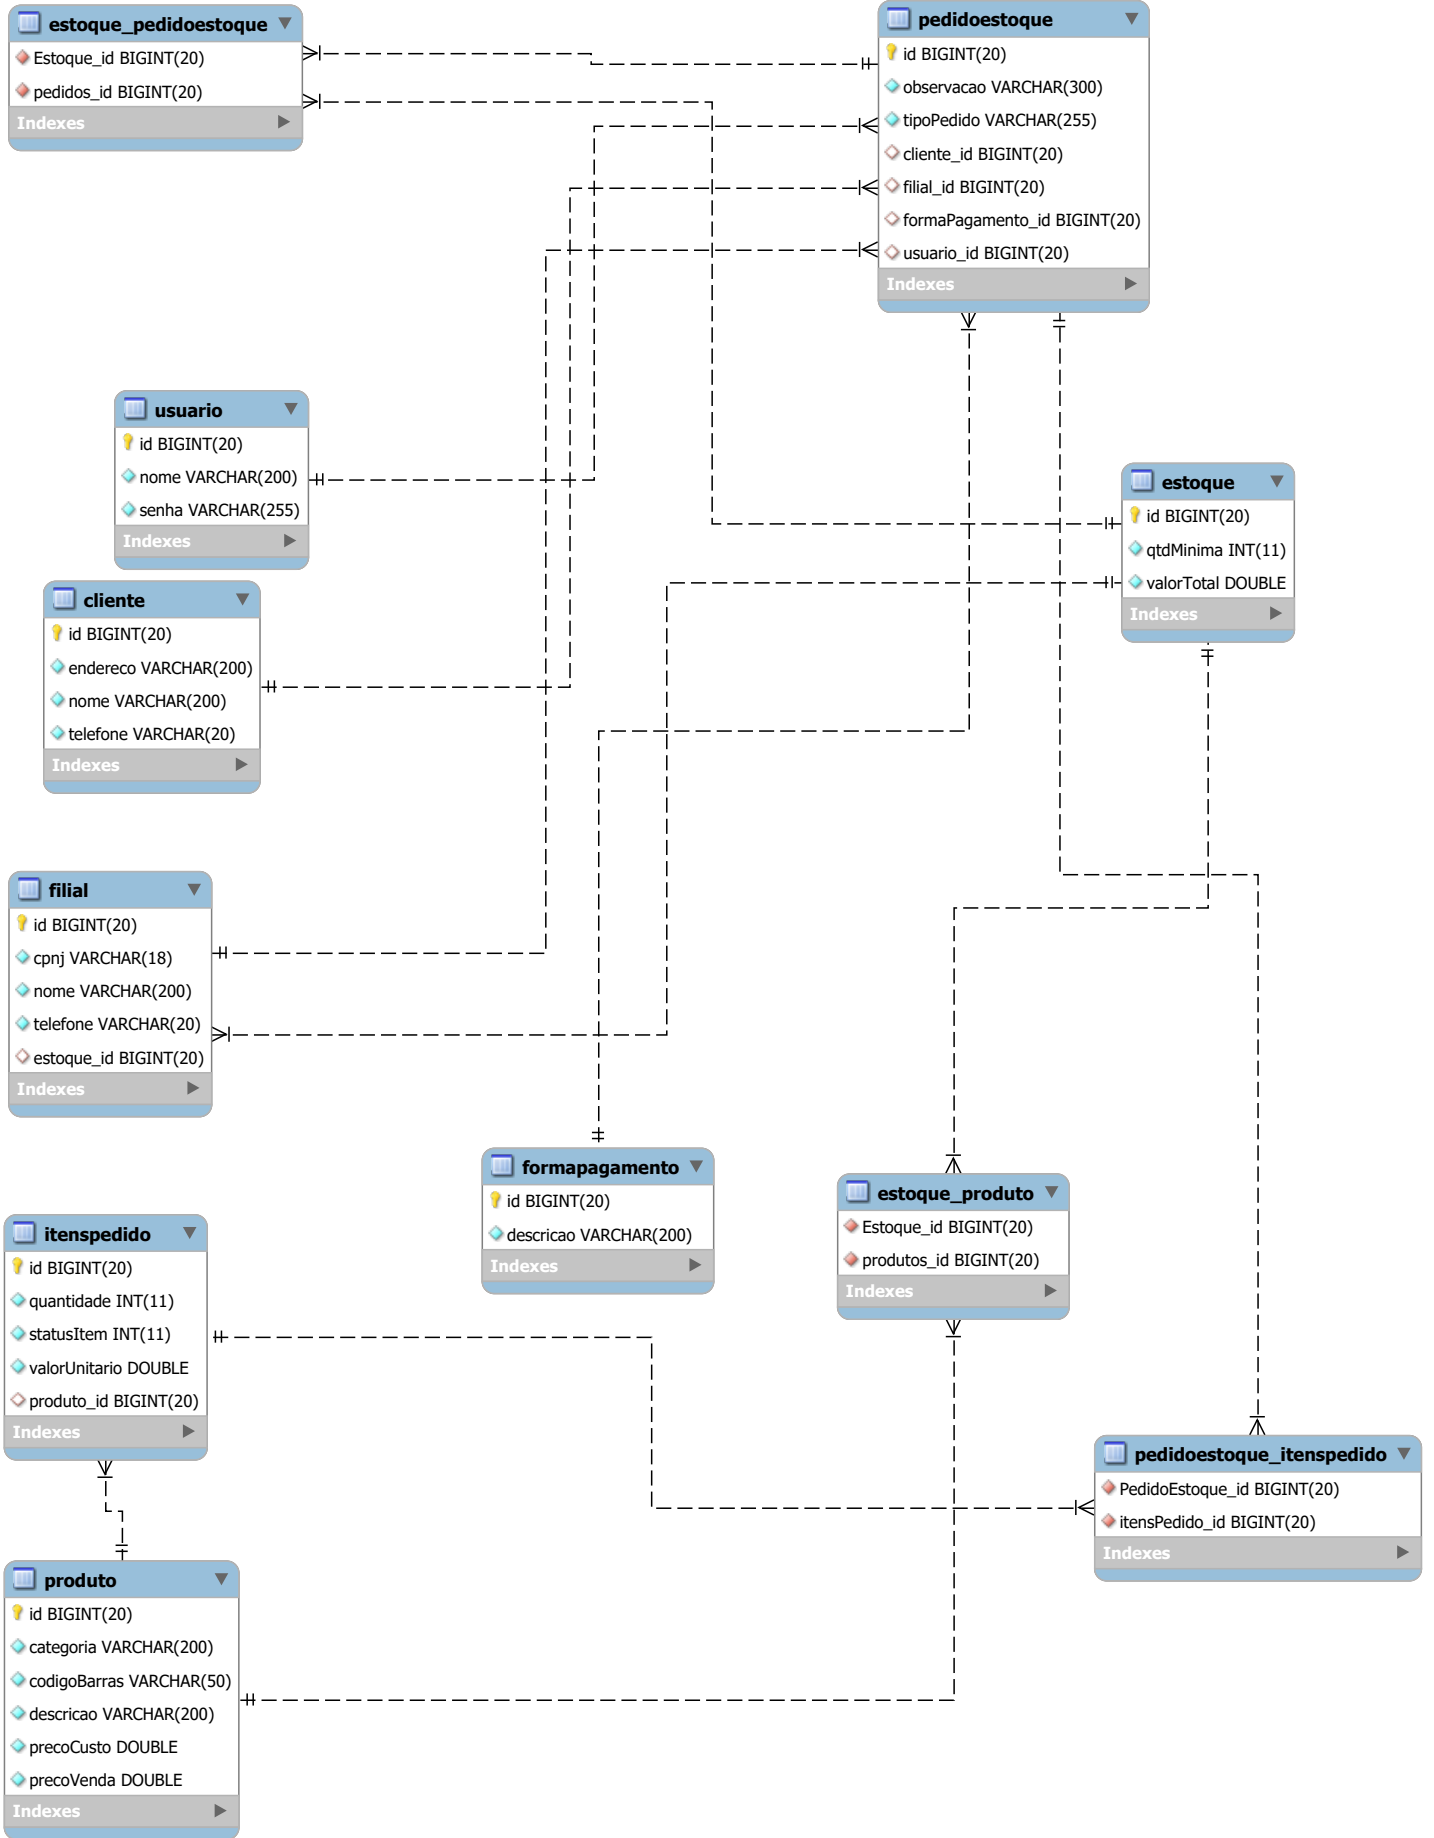 estoque_pedidoestoque
Estoque_id BIGINT(20)
pedidos_id BIGINT(20)
Indexes
pedidoestoque
id BIGINT(20)
observacao VARCHAR(300)
tipoPedido VARCHAR(255)
cliente_id BIGINT(20)
filial_id BIGINT(20)
formaPagamento_id BIGINT(20)
usuario_id BIGINT(20)
Indexes
usuario
id BIGINT(20)
nome VARCHAR(200)
senha VARCHAR(255)
Indexes
estoque
id BIGINT(20)
qtdMinima INT(11)
valorTotal DOUBLE
Indexes
cliente
id BIGINT(20)
endereco VARCHAR(200)
nome VARCHAR(200)
telefone VARCHAR(20)
Indexes
filial
id BIGINT(20)
cpnj VARCHAR(18)
nome VARCHAR(200)
telefone VARCHAR(20)
estoque_id BIGINT(20)
Indexes
formapagamento
id BIGINT(20)
descricao VARCHAR(200)
Indexes
estoque_produto
Estoque_id BIGINT(20)
produtos_id BIGINT(20)
Indexes
itenspedido
id BIGINT(20)
quantidade INT(11)
statusItem INT(11)
valorUnitario DOUBLE
produto_id BIGINT(20)
Indexes
pedidoestoque_itenspedido
PedidoEstoque_id BIGINT(20)
itensPedido_id BIGINT(20)
Indexes
produto
id BIGINT(20)
categoria VARCHAR(200)
codigoBarras VARCHAR(50)
descricao VARCHAR(200)
precoCusto DOUBLE
precoVenda DOUBLE
Indexes